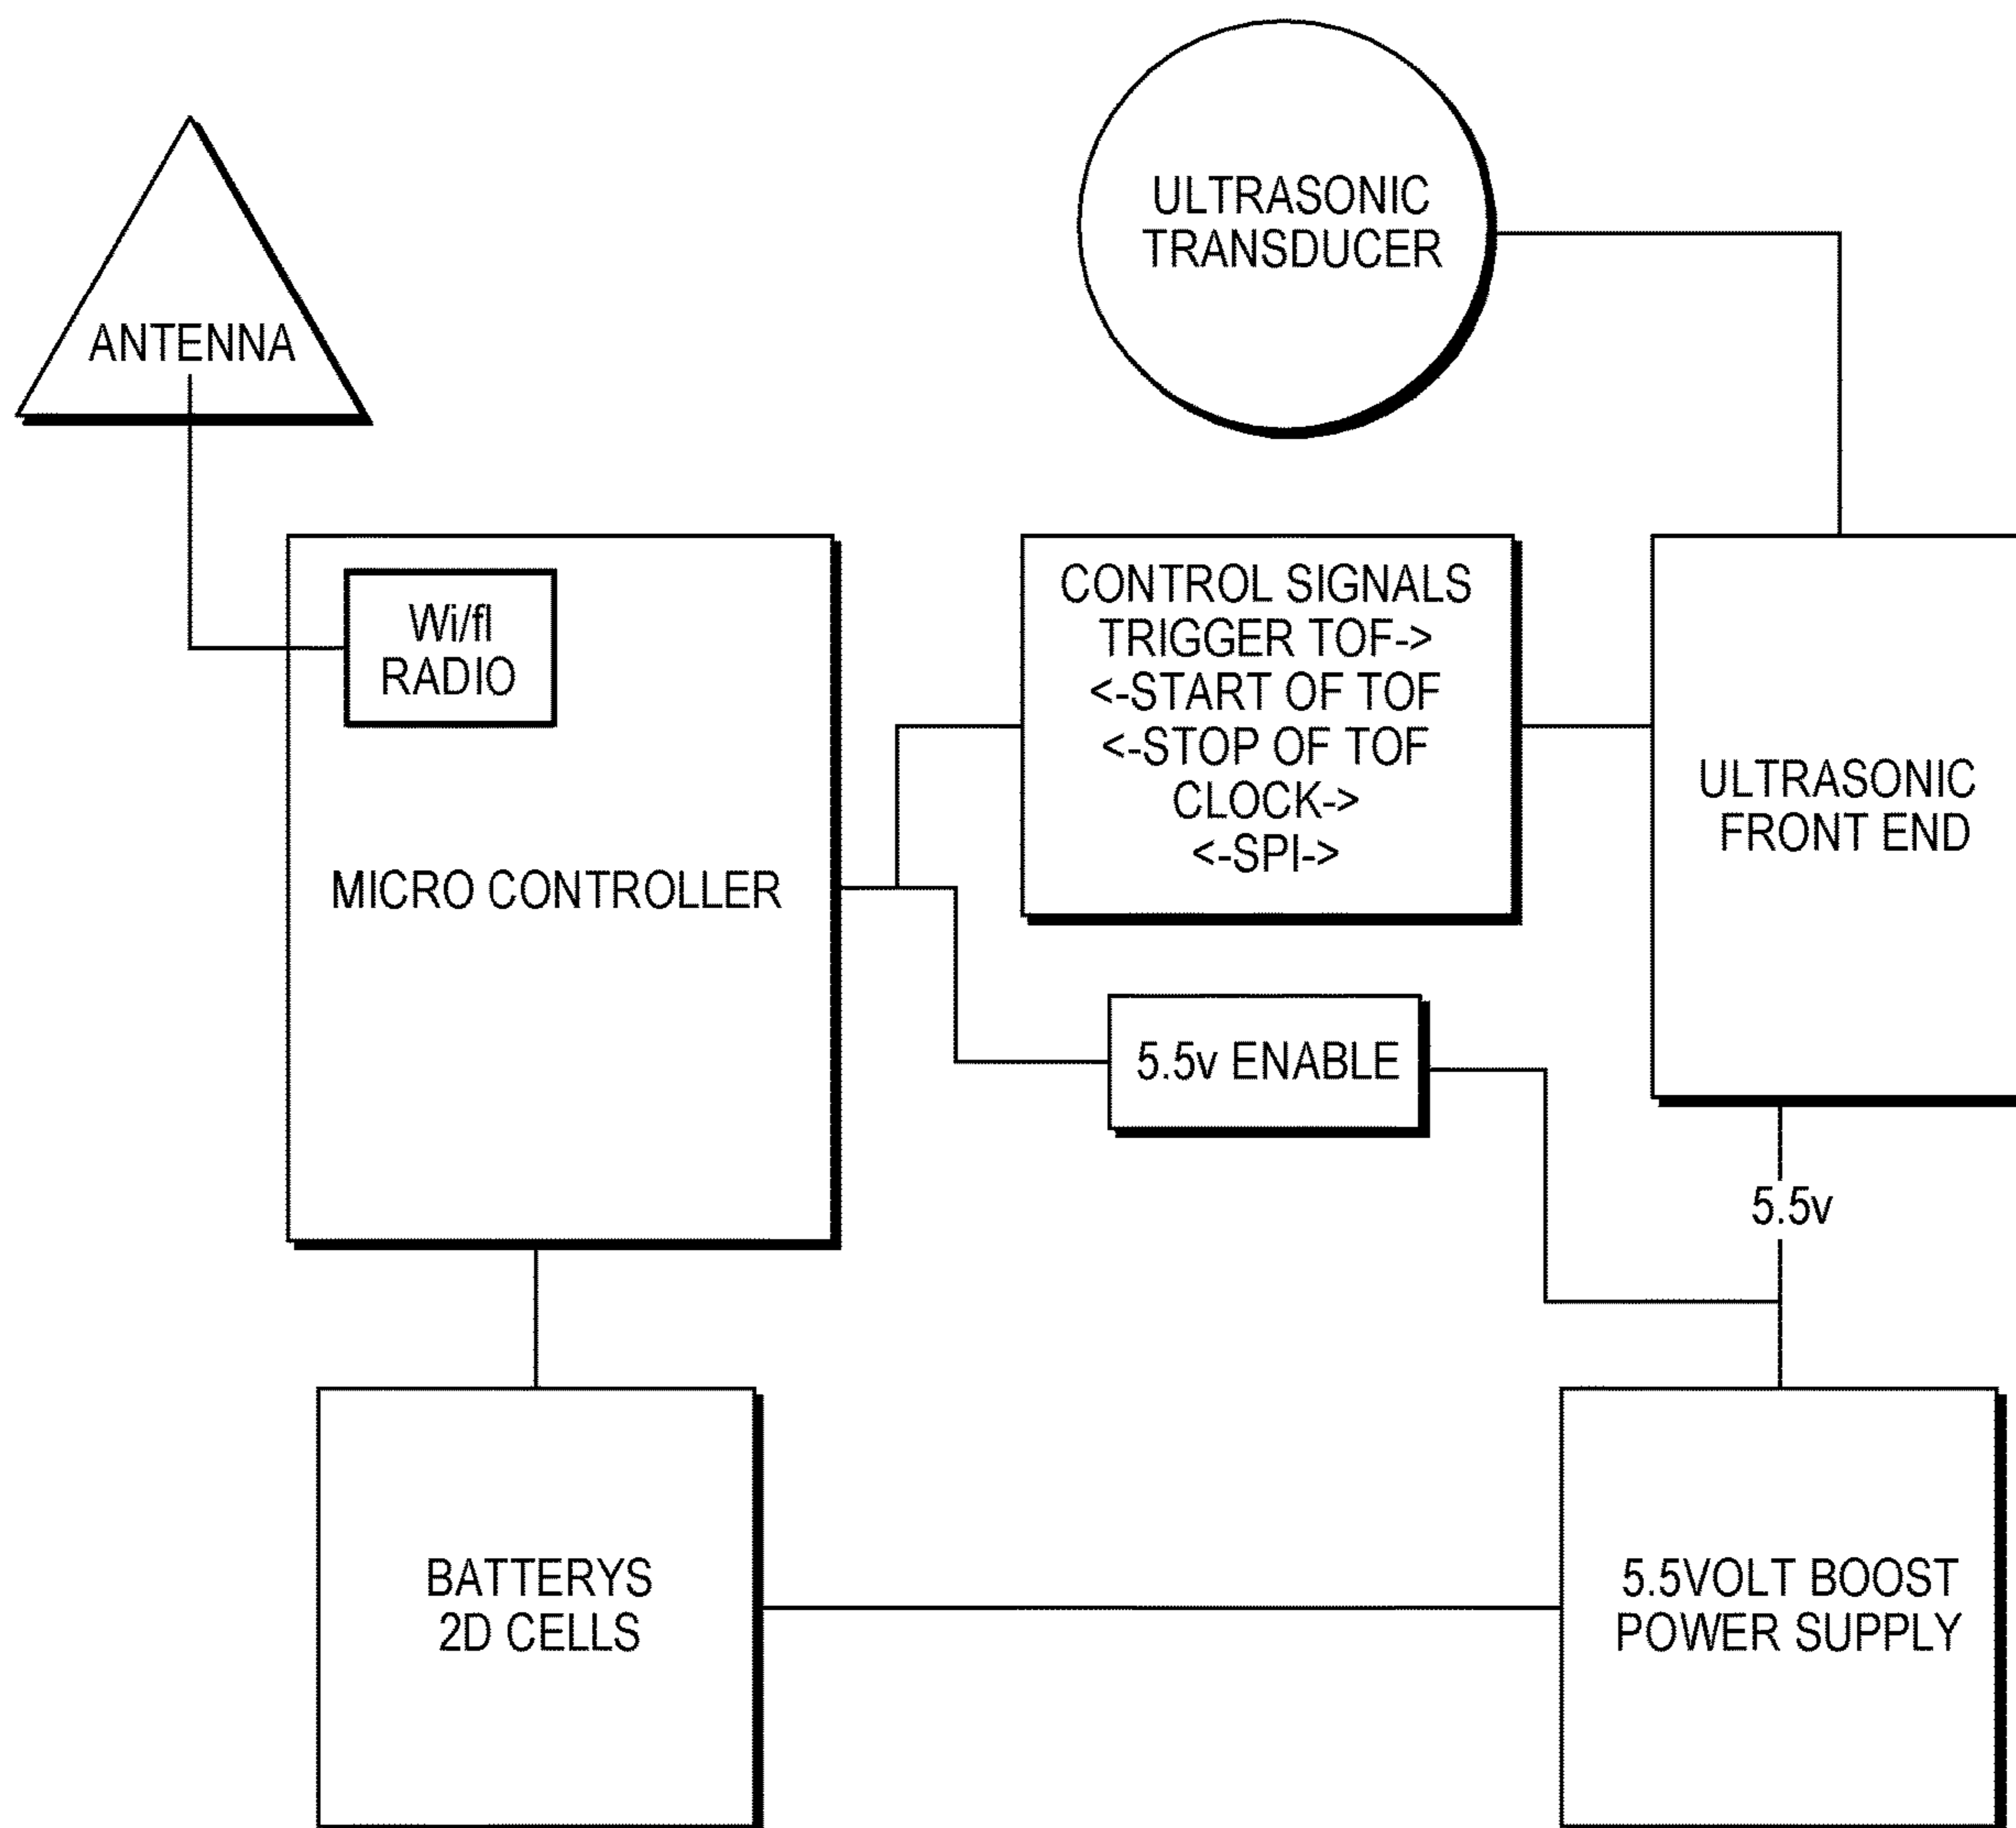 ULTRASONIC
TRANSDUCER
ANTENNA
Wi/fl
RADIO
MICRO CONTROLLER
CONTROL SIGNALS
TRIGGER TOF->
<-START OF TOF
<-STOP OF TOF
CLOCK->
<-SPI->
ULTRASONIC
FRONT END
5.5v ENABLE
5.5v
BATTERYS
2D CELLS
5.5VOLT BOOST
POWER SUPPLY